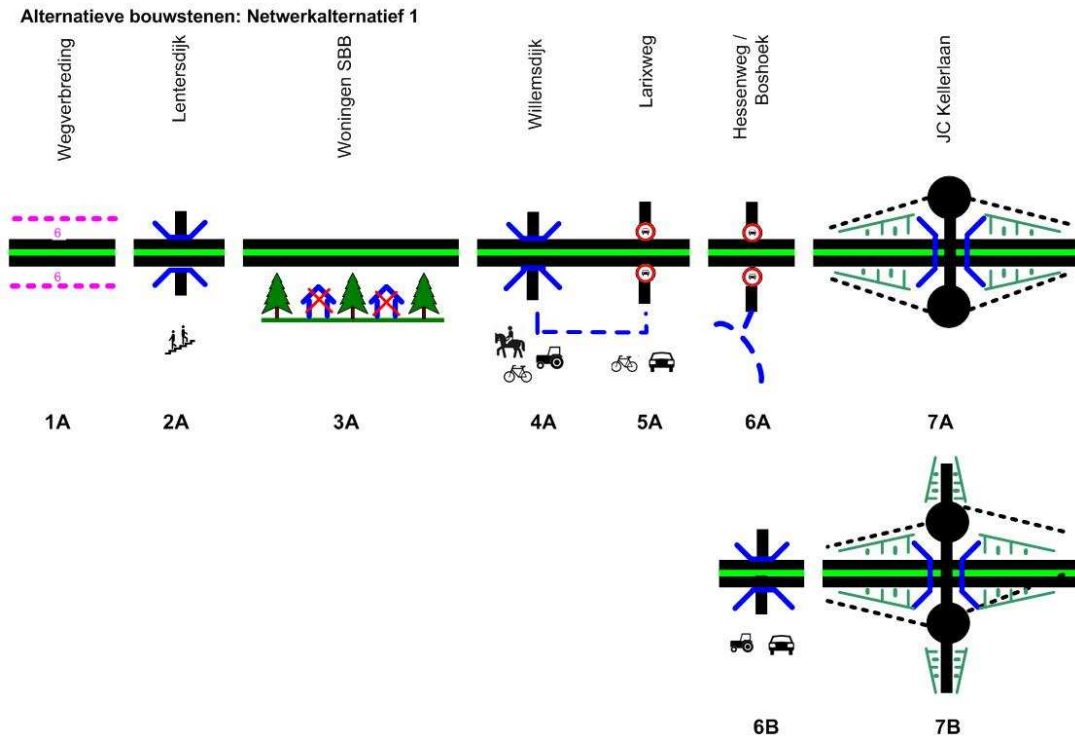 Alternatieve bouwstenen: Netwerkalternatief 1
Wegverbreding
Lentersdijk
Woningen SBB
Willemsdijk
Larixweg
Hessenweg /
Boshoek
JC Kellerlaan
6
6
1A
2A
3A
4A
5A
6A
7A
6B
7B